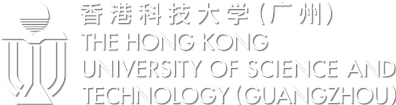 香港科技大学(广州)
THE HONG KONG
UNIVERSITY OF SCIENCE AND
TECHNOLOGY (GUANGZHOU)